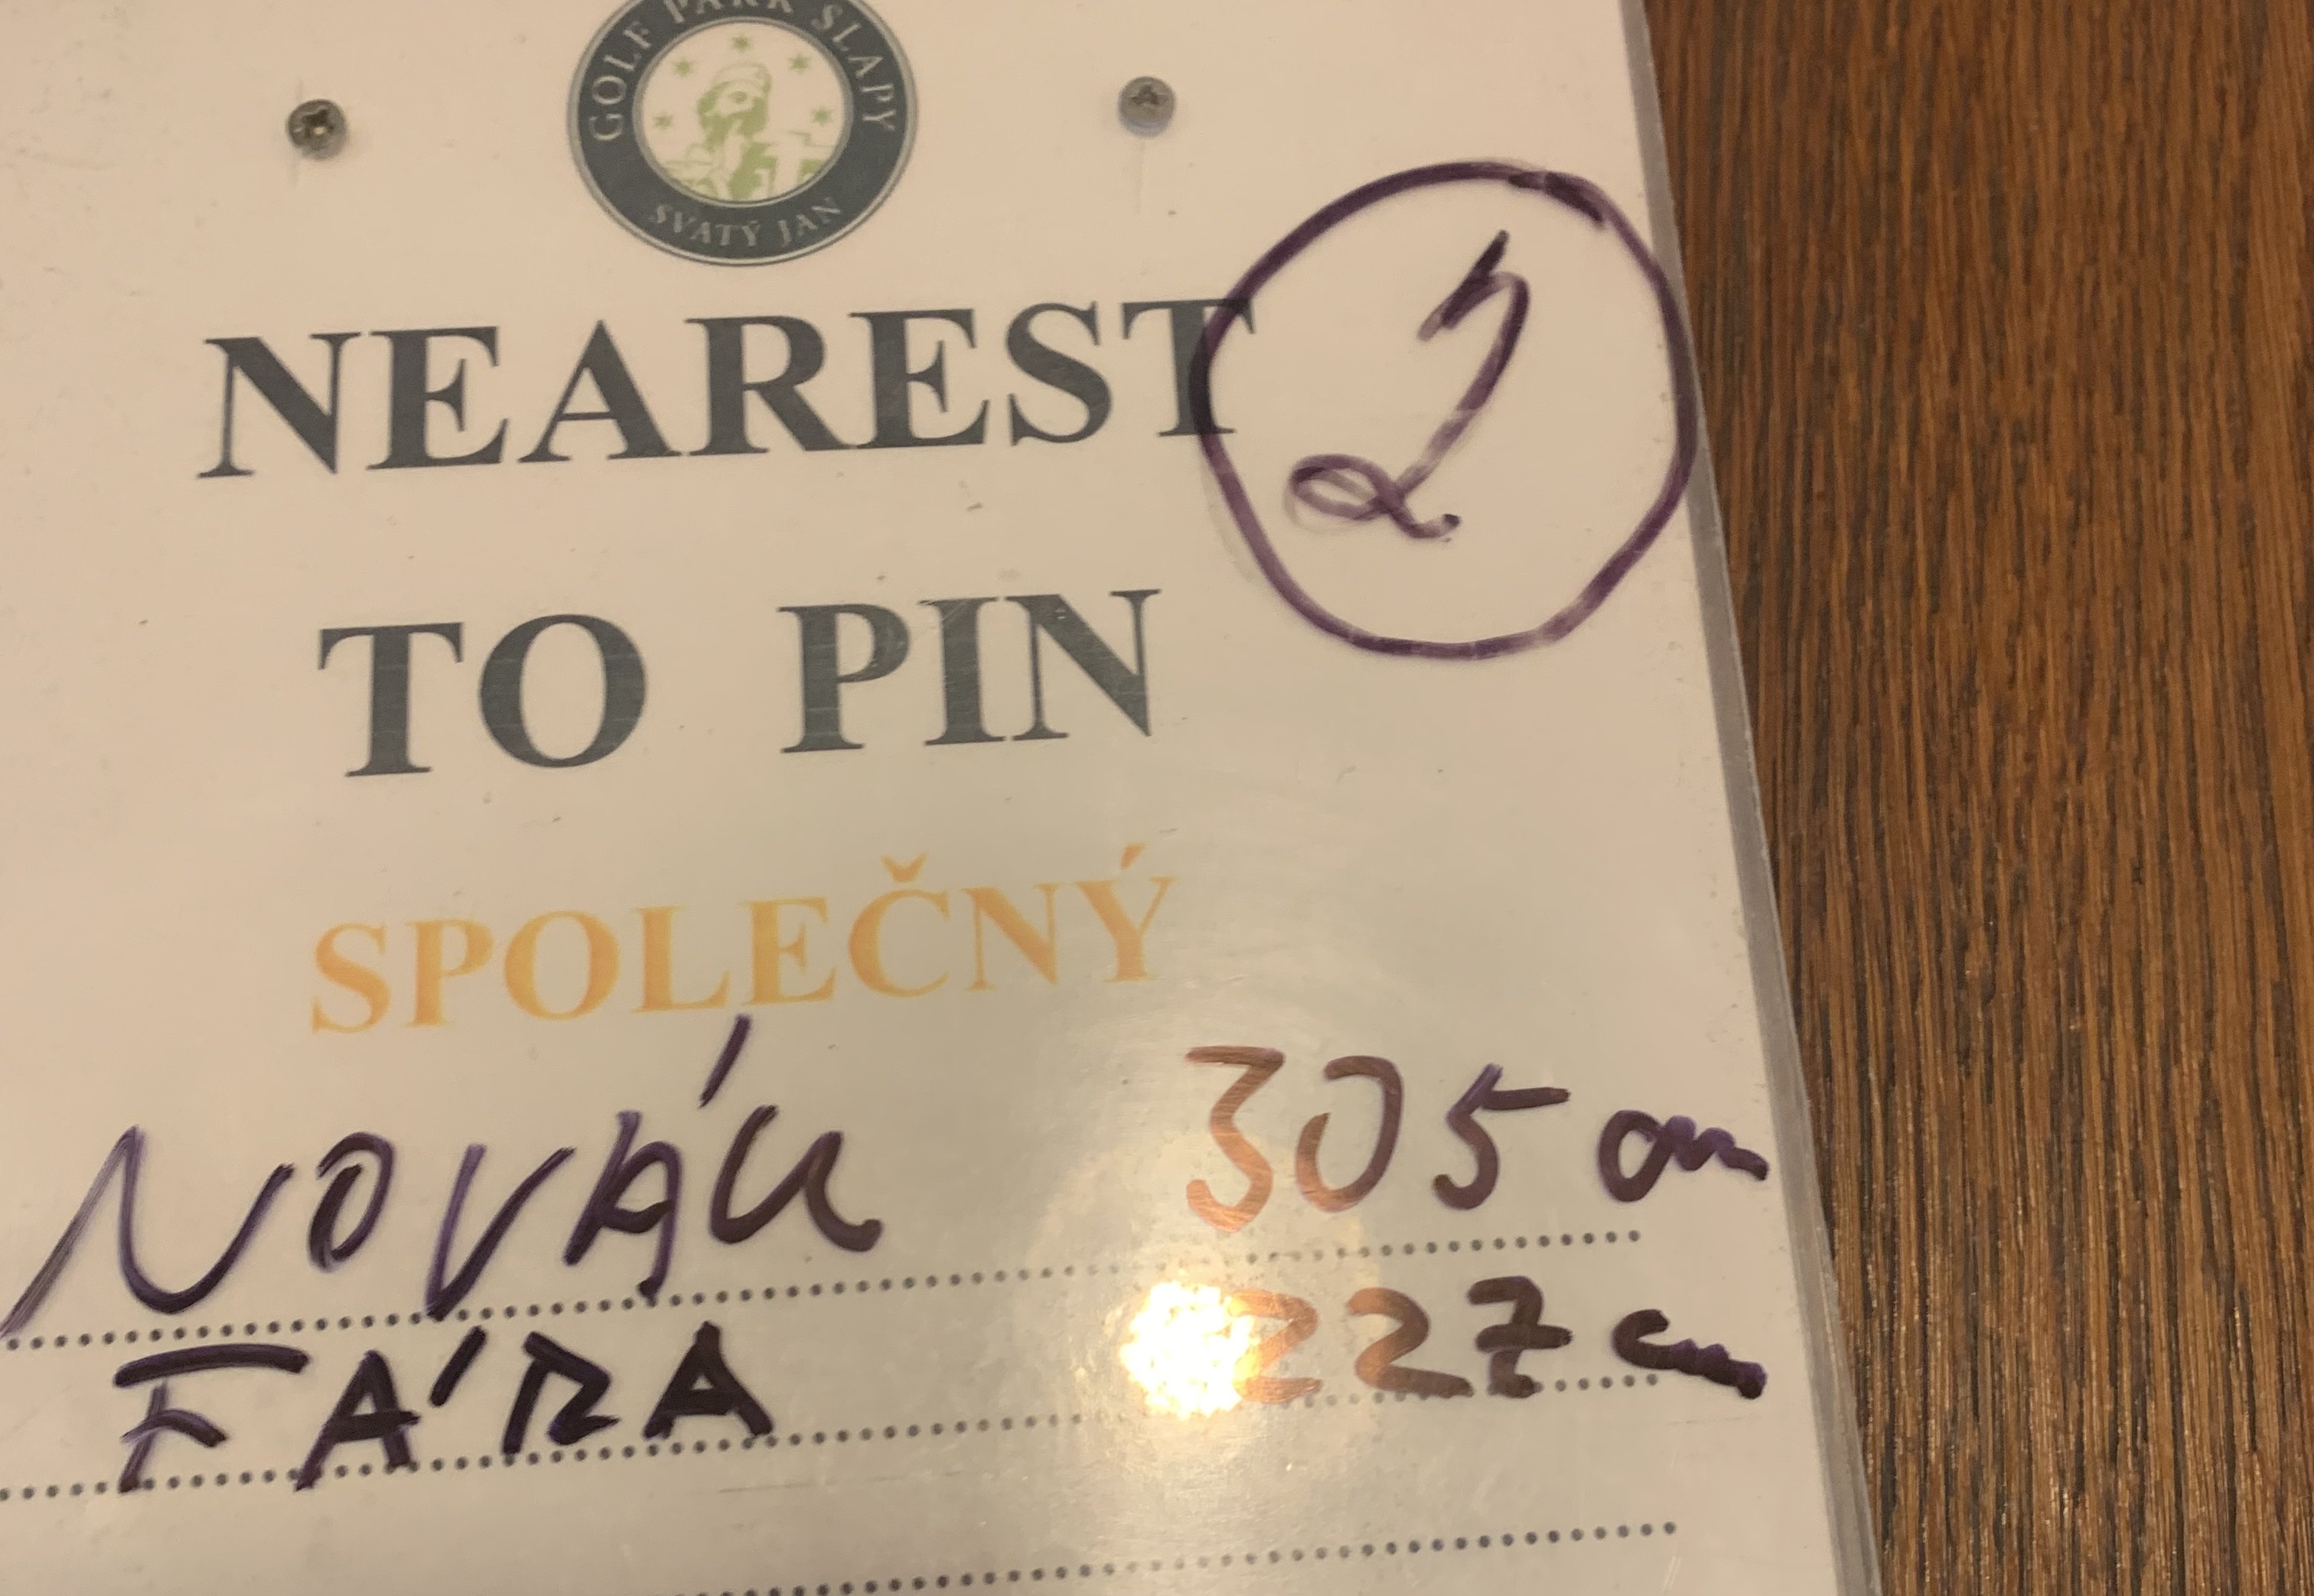 GOLF PARK SLAPY
SVATÝ JAN
2
NEAREST
TO PIN
SPOLEČNÝ
NOVÁK 305 cm
FÁRA 227 cm